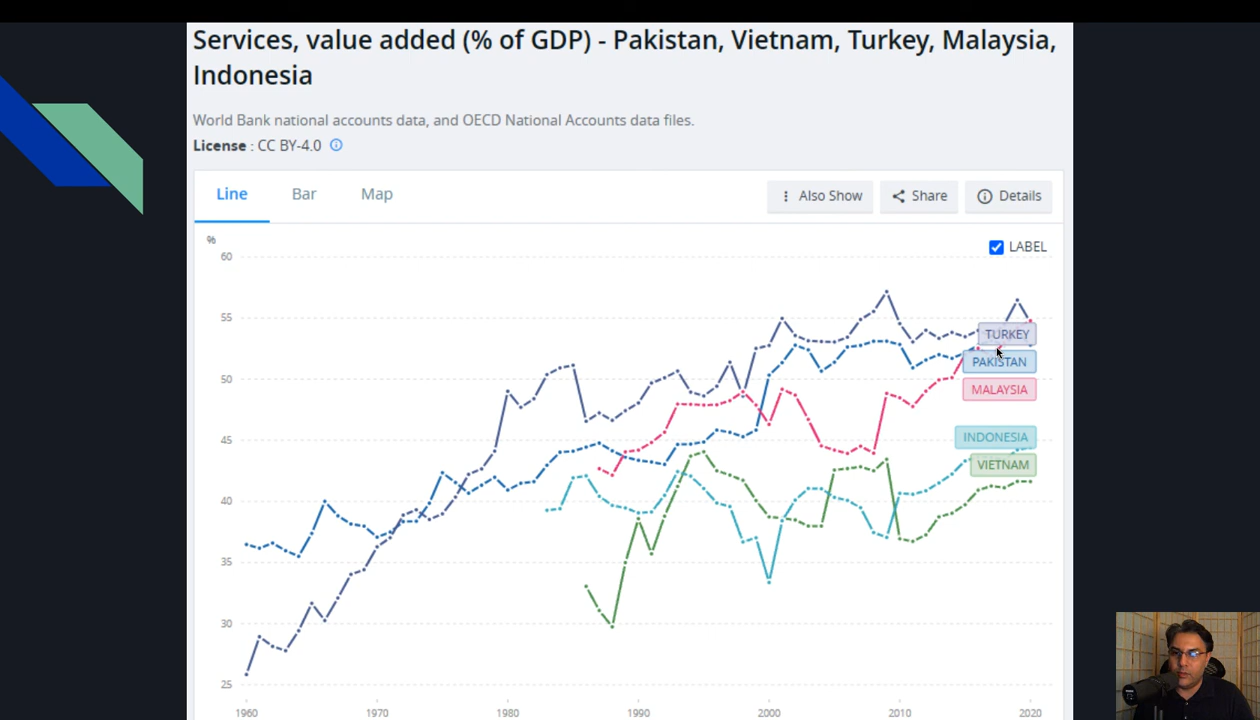 Services, value added (% of GDP) - Pakistan, Vietnam, Turkey, Malaysia,
Indonesia
World Bank national accounts data, and OECD National Accounts data files.
License : CC BY-4.0
Line Bar Map Also Show Share Details
%
LABEL
60
55
50
45
40
35
30
25
TURKEY
PAKISTAN
MALAYSIA
INDONESIA
VIETNAM
1960 1970 1980 1990 2000 2010 2020